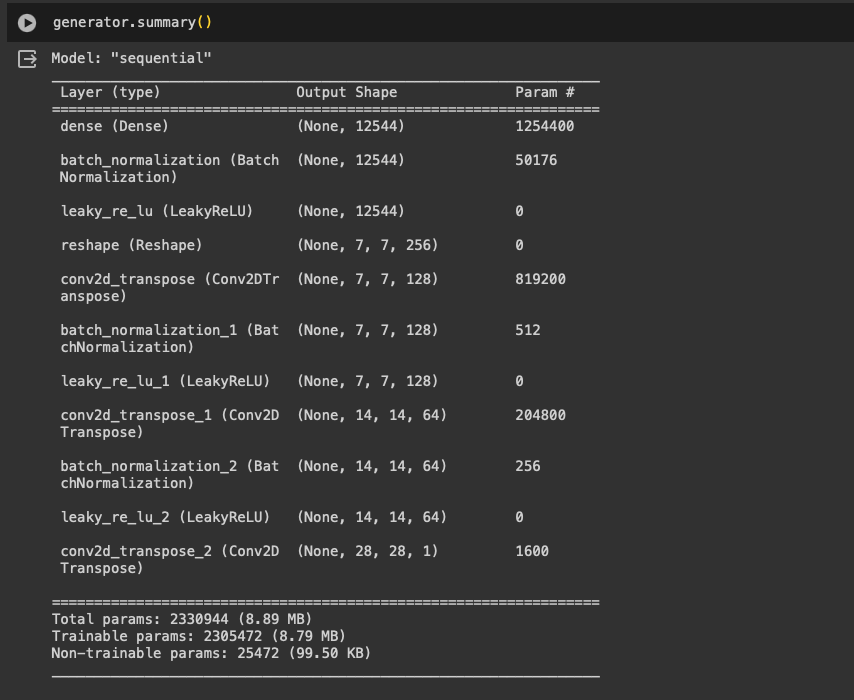 generator.summary()
Model: "sequential"
Layer (type) Output Shape Param #
dense (Dense) (None, 12544) 1254400
batch_normalization (Batch (None, 12544) 50176
Normalization)
leaky_re_lu (LeakyReLU) (None, 12544) 0
reshape (Reshape) (None, 7, 7, 256) 0
conv2d_transpose (Conv2DTr (None, 7, 7, 128) 819200
anspose)
batch_normalization_1 (Bat (None, 7, 7, 128) 512
chNormalization)
leaky_re_lu_1 (LeakyReLU) (None, 7, 7, 128) 0
conv2d_transpose_1 (Conv2D (None, 14, 14, 64) 204800
Transpose)
batch_normalization_2 (Bat (None, 14, 14, 64) 256
chNormalization)
leaky_re_lu_2 (LeakyReLU) (None, 14, 14, 64) 0
conv2d_transpose_2 (Conv2D (None, 28, 28, 1) 1600
Transpose)
Total params: 2330944 (8.89 MB)
Trainable params: 2305472 (8.79 MB)
Non-trainable params: 25472 (99.50 KB)